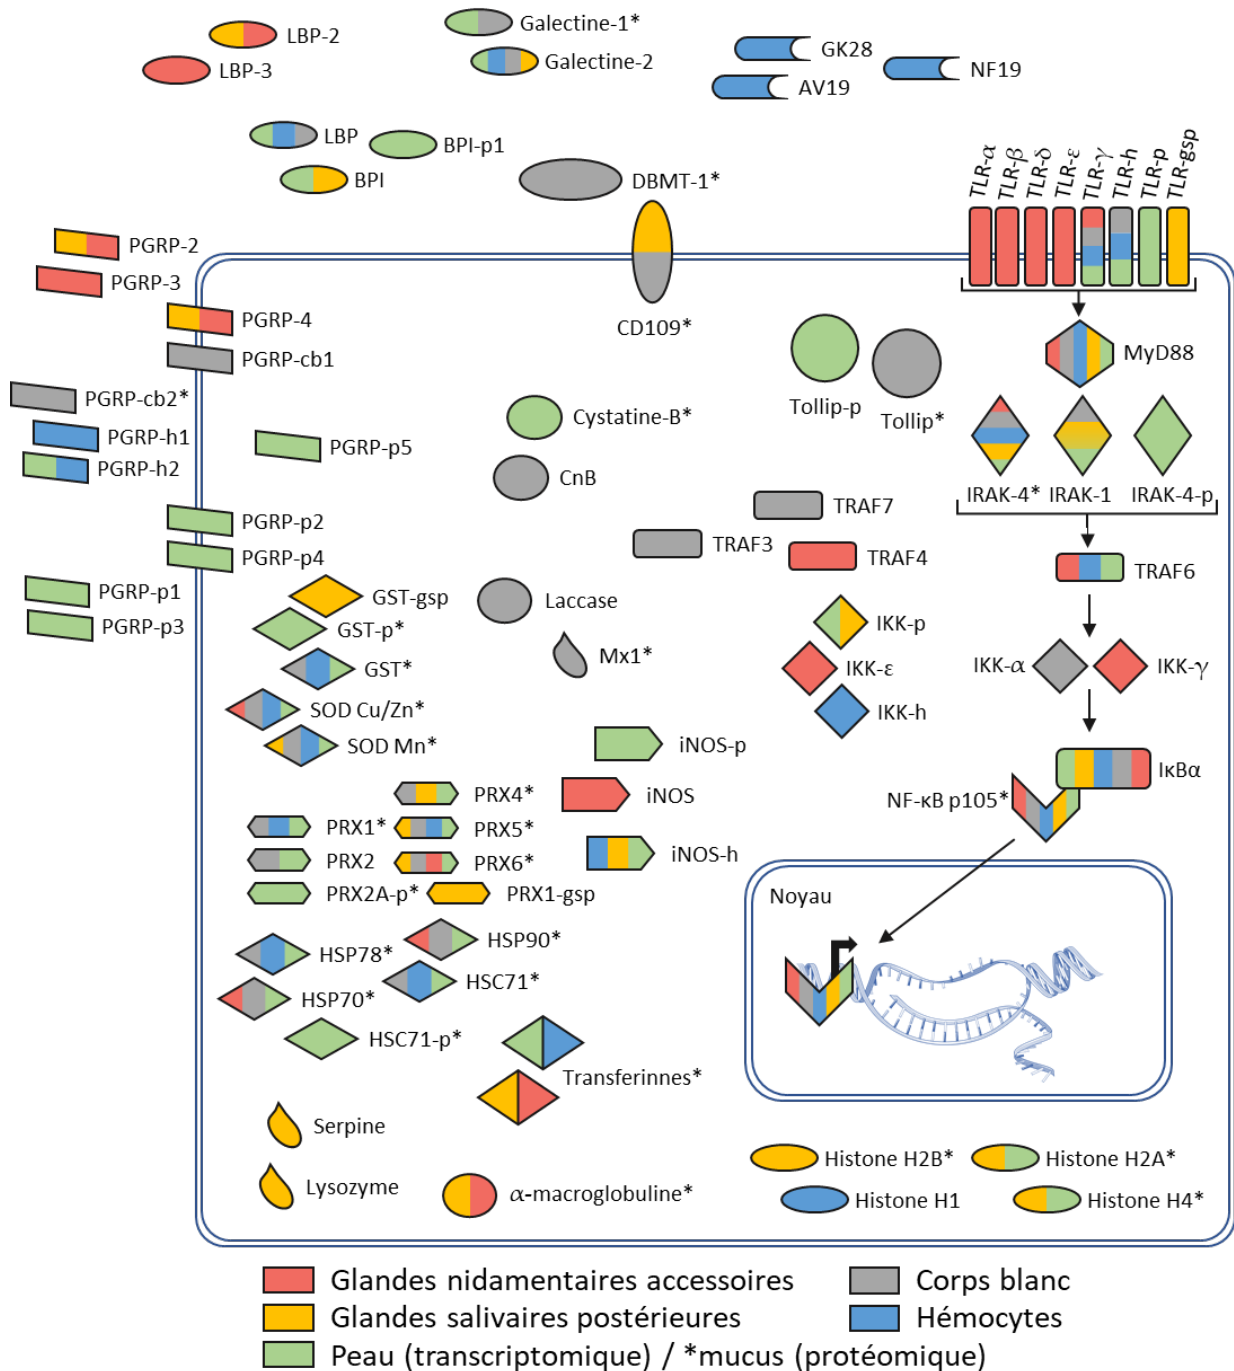 LBP-2
LBP-3
Galectine-1*
Galectine-2
GK28
AV19
NF19
LBP
BPI-p1
BPI
DBMT-1*
CD109*
TLR-α
TLR-β
TLR-δ
TLR-ε
TLR-γ
TLR-h
TLR-p
TLR-gsp
PGRP-2
PGRP-3
PGRP-4
PGRP-cb1
PGRP-cb2*
PGRP-h1
PGRP-h2
PGRP-p5
PGRP-p2
PGRP-p4
PGRP-p1
PGRP-p3
Cystatine-B*
CnB
Tollip-p
Tollip*
MyD88
IRAK-4*
IRAK-1
IRAK-4-p
TRAF7
TRAF3
TRAF4
TRAF6
GST-gsp
GST-p*
GST*
SOD Cu/Zn*
SOD Mn*
Laccase
Mx1*
IKK-p
IKK-ε
IKK-h
IKK-α
IKK-γ
iNOS-p
iNOS
iNOS-h
IκBα
NF-κB p105*
PRX4*
PRX1*
PRX5*
PRX2
PRX6*
PRX2A-p*
PRX1-gsp
Noyau
HSP90*
HSP78*
HSC71*
HSP70*
HSC71-p*
Transferinnes*
Serpine
Lysozyme
α-macroglobuline*
Histone H2B*
Histone H2A*
Histone H1
Histone H4*
Glandes nidamentaires accessoires
Corps blanc
Glandes salivaires postérieures
Hémocytes
Peau (transcriptomique) / *mucus (protéomique)